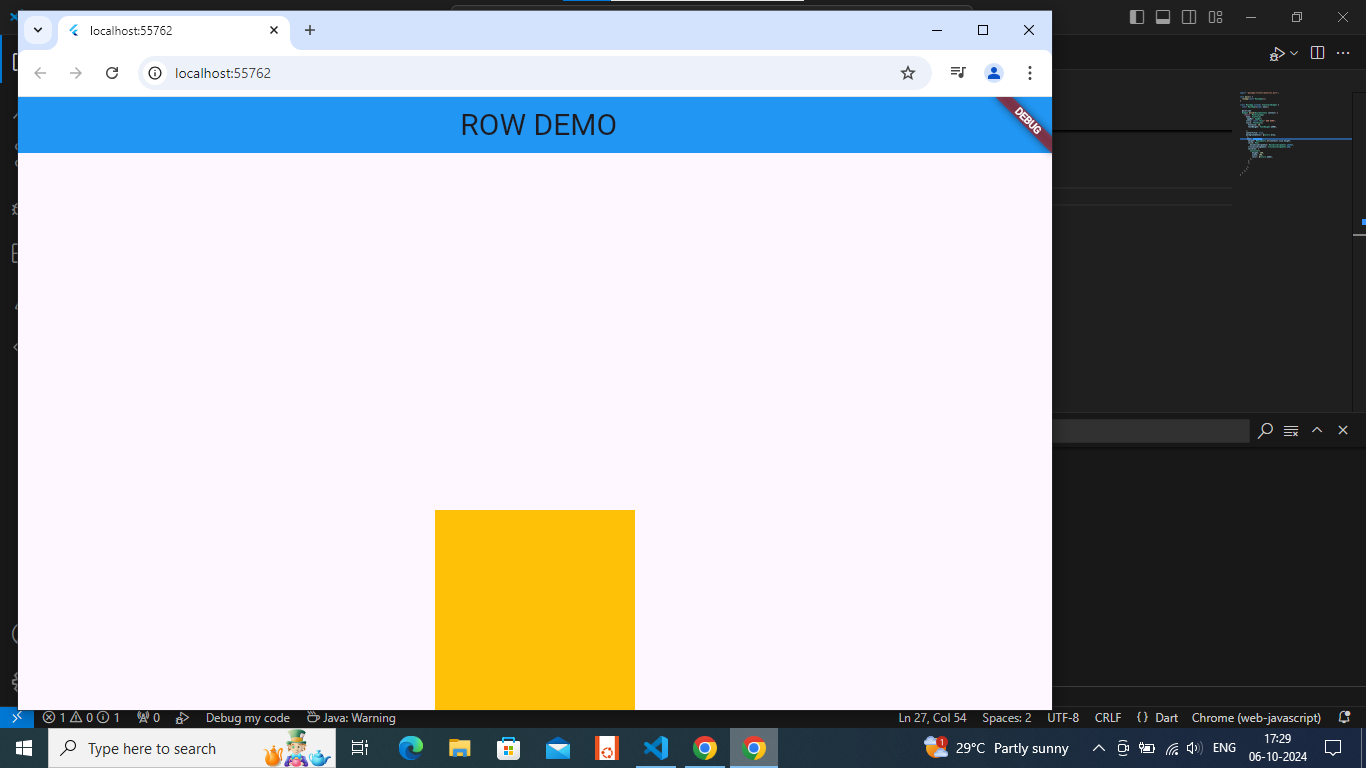 localhost:55762
localhost:55762
ROW DEMO
DEBUG
1 0 1 0 Debug my code Java: Warning Ln 27, Col 54 Spaces: 2 UTF-8 CRLF {} Dart Chrome (web-javascript)
Type here to search 1 29°C Partly sunny ENG 17:29
06-10-2024